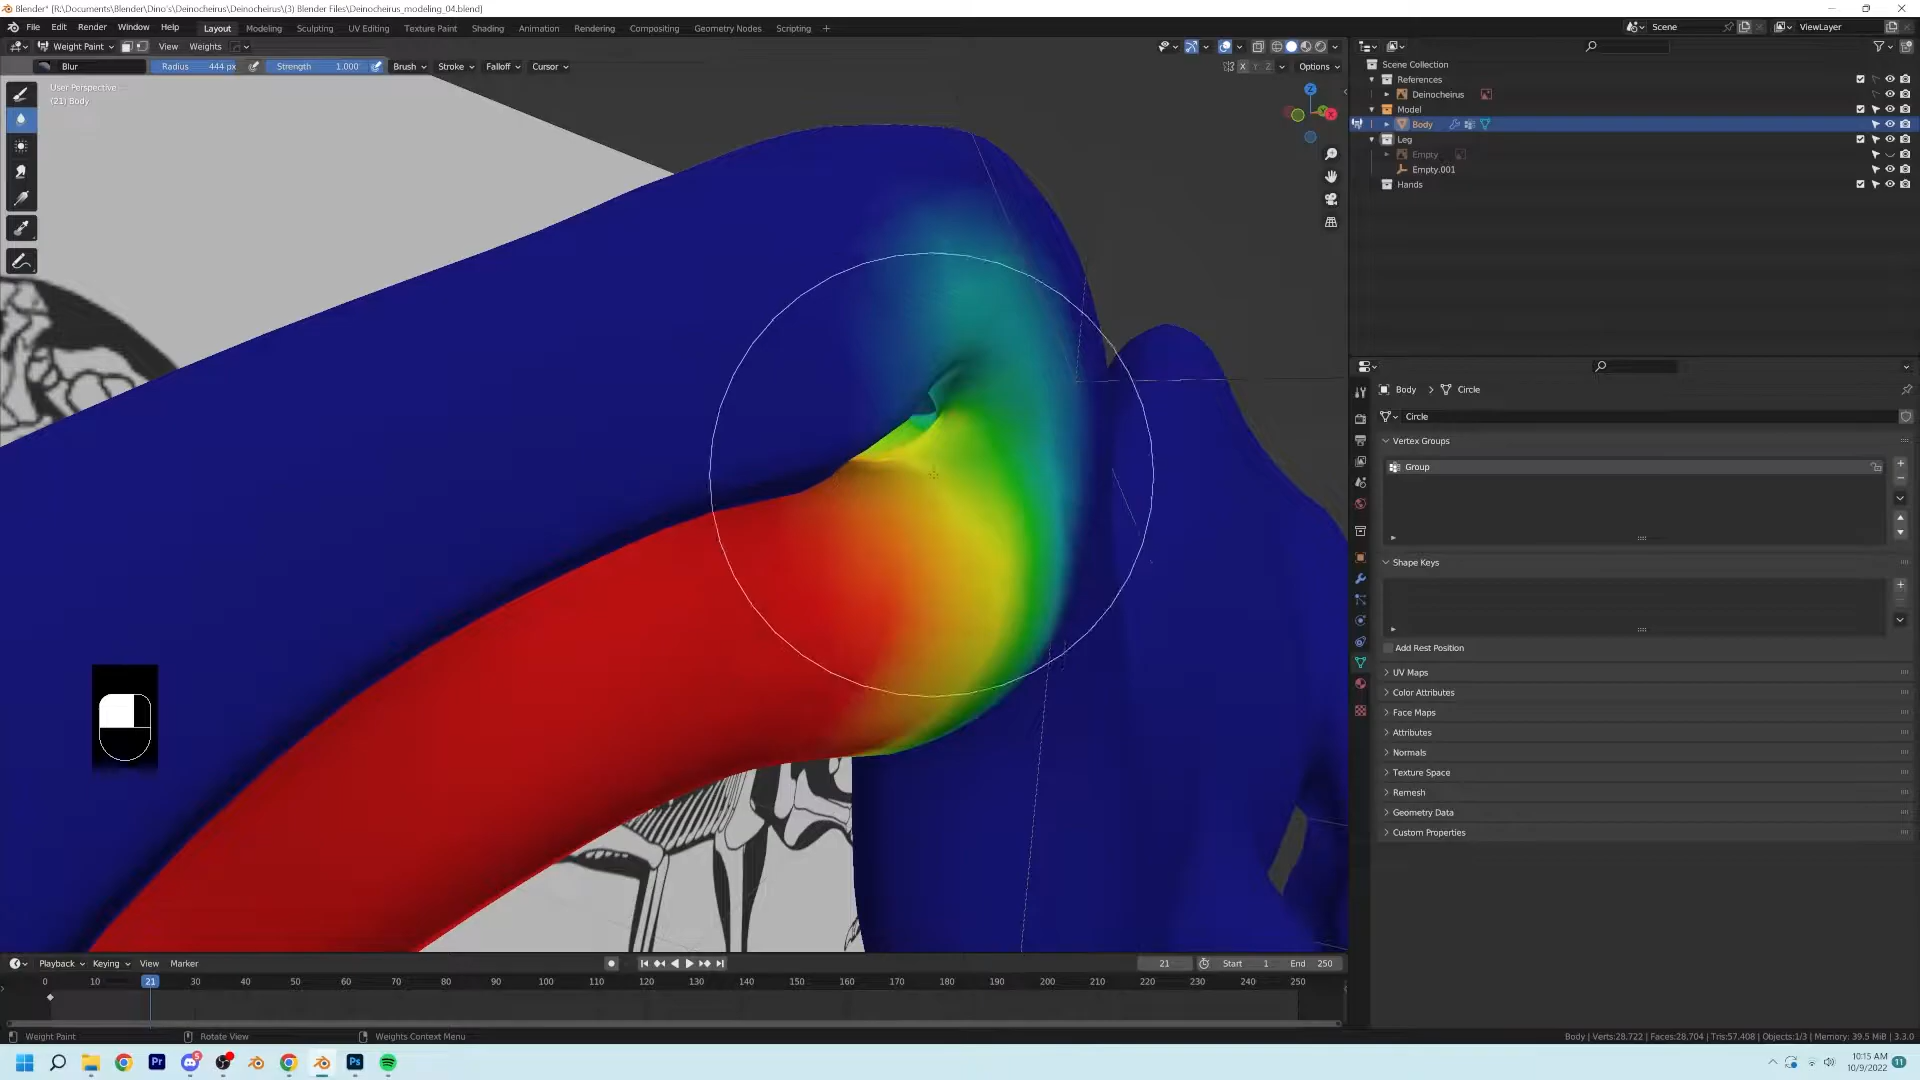 Blender* [R:\Documents\Blender\Dino's\Deinocheirus\Deinocheirus\(3) Blender Files\Deinocheirus_modeling_04.blend]
File Edit Render Window Help Layout Modeling Sculpting UV Editing Texture Paint Shading Animation Rendering Compositing Geometry Nodes Scripting + Scene ViewLayer
Weight Paint View Weights
Blur Radius 444 px Strength 1.000 Brush Stroke Falloff Cursor X Y Z Options
User Perspective
(21) Body
Z
X
Scene Collection
References
Deinocheirus
Model
Body
Leg
Empty
Empty.001
Hands
Body Circle
Circle
Vertex Groups
Group
Shape Keys
Add Rest Position
UV Maps
Color Attributes
Face Maps
Attributes
Normals
Texture Space
Remesh
Geometry Data
Custom Properties
Playback Keying View Marker 21 Start 1 End 250
0 10 21 30 40 50 60 70 80 90 100 110 120 130 140 150 160 170 180 190 200 210 220 230 240 250
Weight Paint Rotate View Weights Context Menu Body | Verts:28,722 | Faces:28,704 | Tris:57,408 | Objects:1/3 | Memory: 39.5 MiB | 3.3.0
Pr Ps
10:15 AM
10/9/2022
11